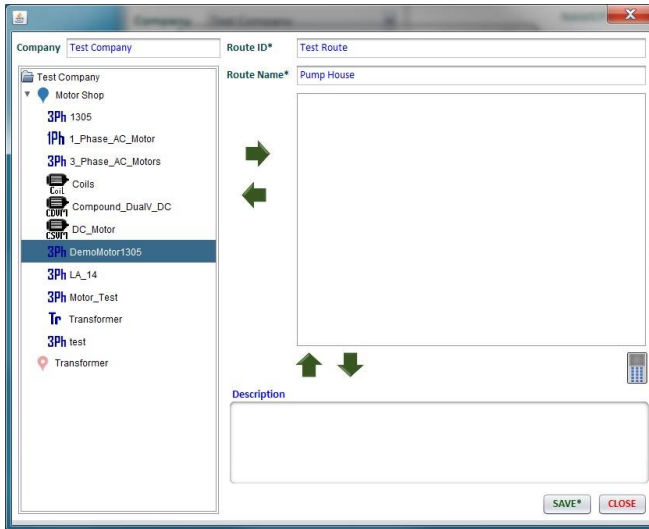 Company Test Company Route ID* Test Route
Test Company Route Name* Pump House
Motor Shop
3Ph 1305
1Ph 1_Phase_AC_Motor
3Ph 3_Phase_AC_Motors
Coil Coils
CDVM Compound_DualV_DC
CSVM DC_Motor
3Ph DemoMotor1305
3Ph LA_14
3Ph Motor_Test
Tr Transformer
3Ph test
Transformer
Description
SAVE* CLOSE